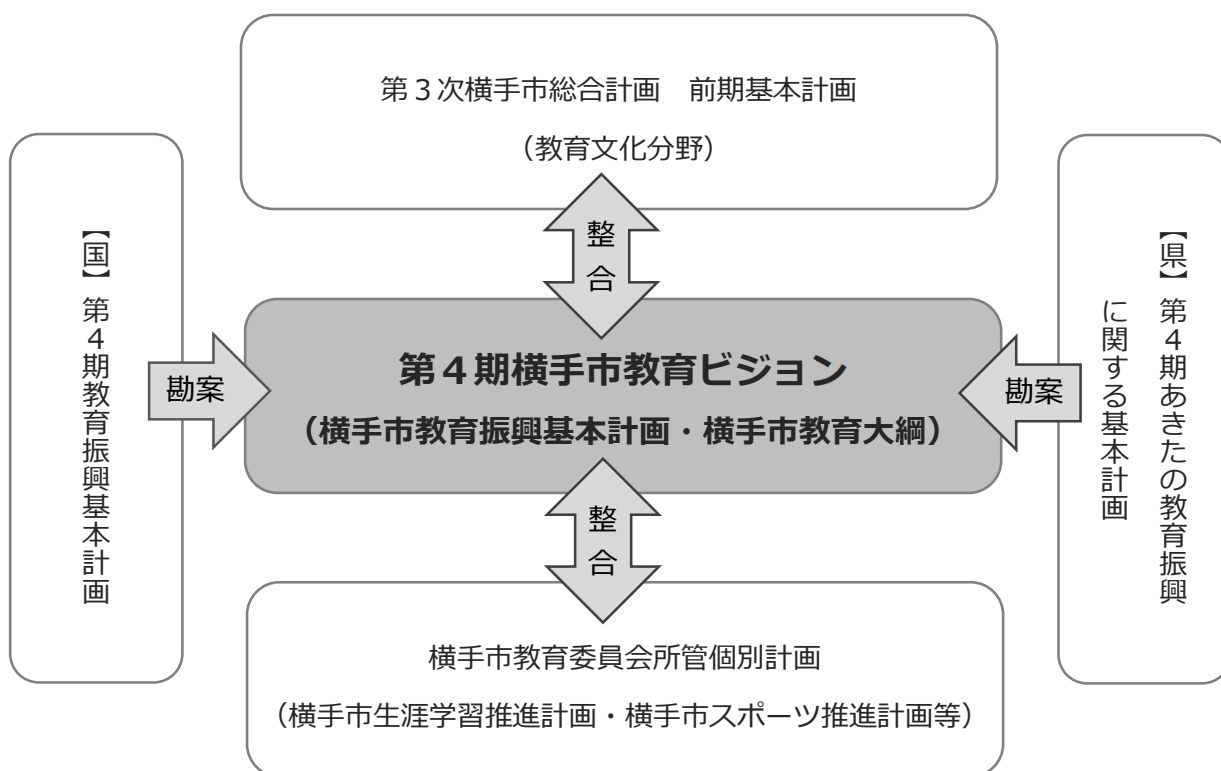 第３次横手市総合計画　前期基本計画
（教育文化分野）
整合
【国】第４期教育振興基本計画
勘案
第４期横手市教育ビジョン
（横手市教育振興基本計画・横手市教育大綱）
勘案
【県】第４期あきたの教育振興
に関する基本計画
整合
横手市教育委員会所管個別計画
（横手市生涯学習推進計画・横手市スポーツ推進計画等）